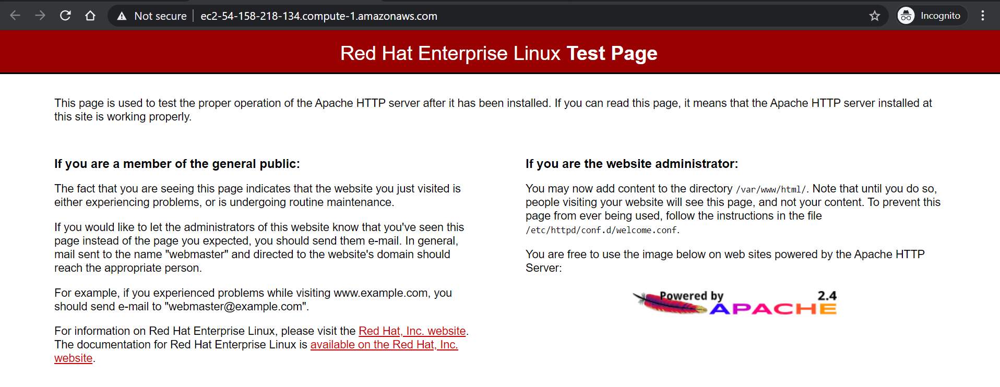 Not secure
ec2-54-158-218-134.compute-1.amazonaws.com
Incognito
Red Hat Enterprise Linux Test Page
This page is used to test the proper operation of the Apache HTTP server after it has been installed. If you can read this page, it means that the Apache HTTP server installed at
this site is working properly.
If you are a member of the general public:
The fact that you are seeing this page indicates that the website you just visited is
either experiencing problems, or is undergoing routine maintenance.
If you would like to let the administrators of this website know that you've seen this
page instead of the page you expected, you should send them e-mail. In general,
mail sent to the name "webmaster" and directed to the website's domain should
reach the appropriate person.
For example, if you experienced problems while visiting www.example.com, you
should send e-mail to "webmaster@example.com".
For information on Red Hat Enterprise Linux, please visit the Red Hat, Inc. website.
The documentation for Red Hat Enterprise Linux is available on the Red Hat, Inc.
website.
If you are the website administrator:
You may now add content to the directory /var/www/html/. Note that until you do so,
people visiting your website will see this page, and not your content. To prevent this
page from ever being used, follow the instructions in the file
/etc/httpd/conf.d/welcome.conf.
You are free to use the image below on web sites powered by the Apache HTTP
Server:
Powered by 2.4
APACHE